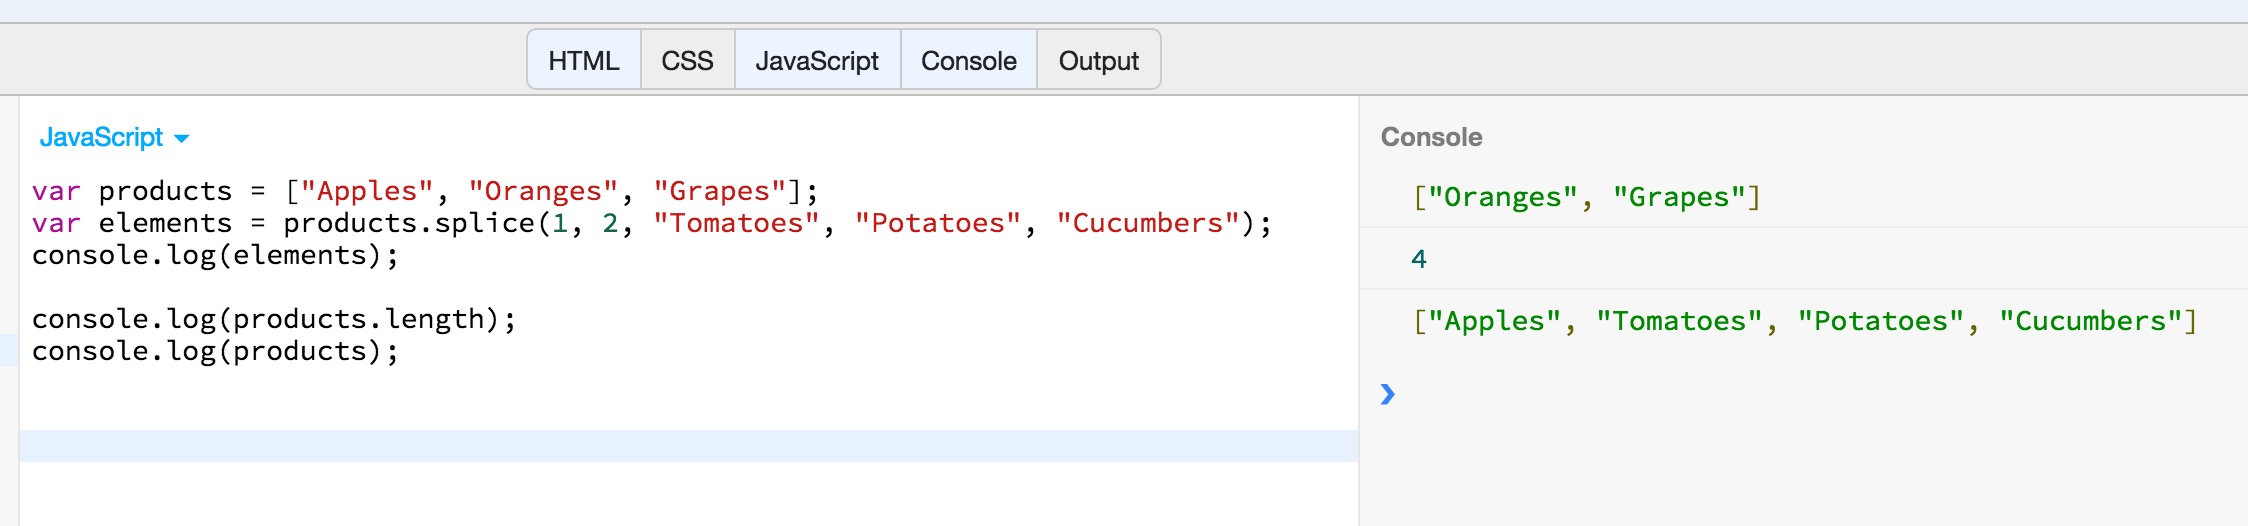 HTML CSS JavaScript Console Output
JavaScript
var products = ["Apples", "Oranges", "Grapes"];
var elements = products.splice(1, 2, "Tomatoes", "Potatoes", "Cucumbers");
console.log(elements);
console.log(products.length);
console.log(products);
Console
["Oranges", "Grapes"]
4
["Apples", "Tomatoes", "Potatoes", "Cucumbers"]